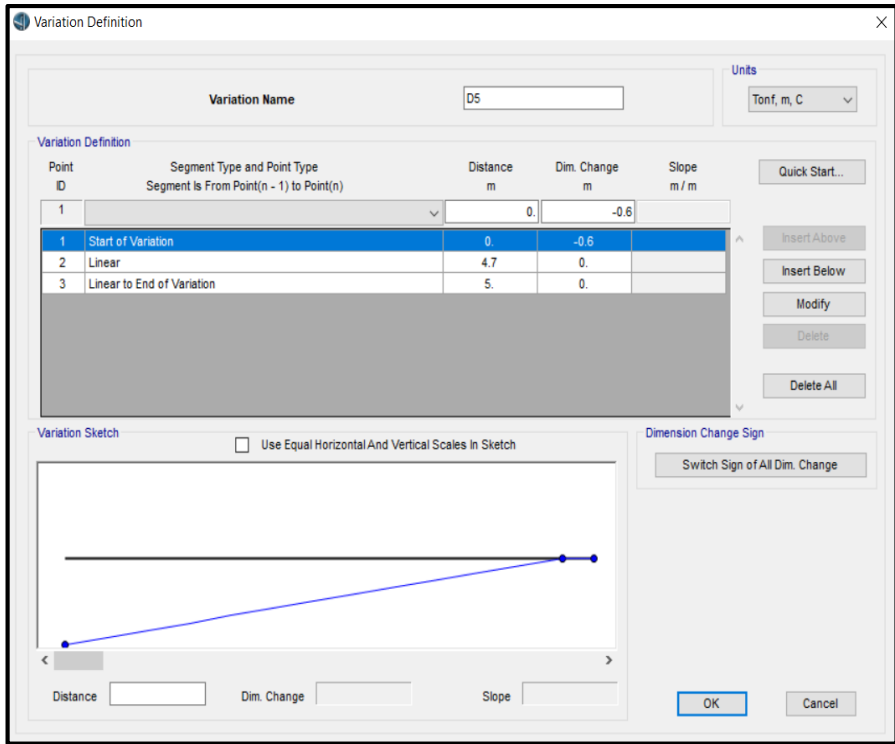 Variation Definition
Units
Variation Name D5 Tonf, m, C
Variation Definition
Point Segment Type and Point Type Distance Dim. Change Slope
ID Segment Is From Point(n - 1) to Point(n) m m m / m
Quick Start...
1 0. -0.6
1 Start of Variation 0. -0.6
2 Linear 4.7 0.
3 Linear to End of Variation 5. 0.
Insert Above
Insert Below
Modify
Delete
Delete All
Variation Sketch
Use Equal Horizontal And Vertical Scales In Sketch
Dimension Change Sign
Switch Sign of All Dim. Change
Distance Dim. Change Slope
OK Cancel